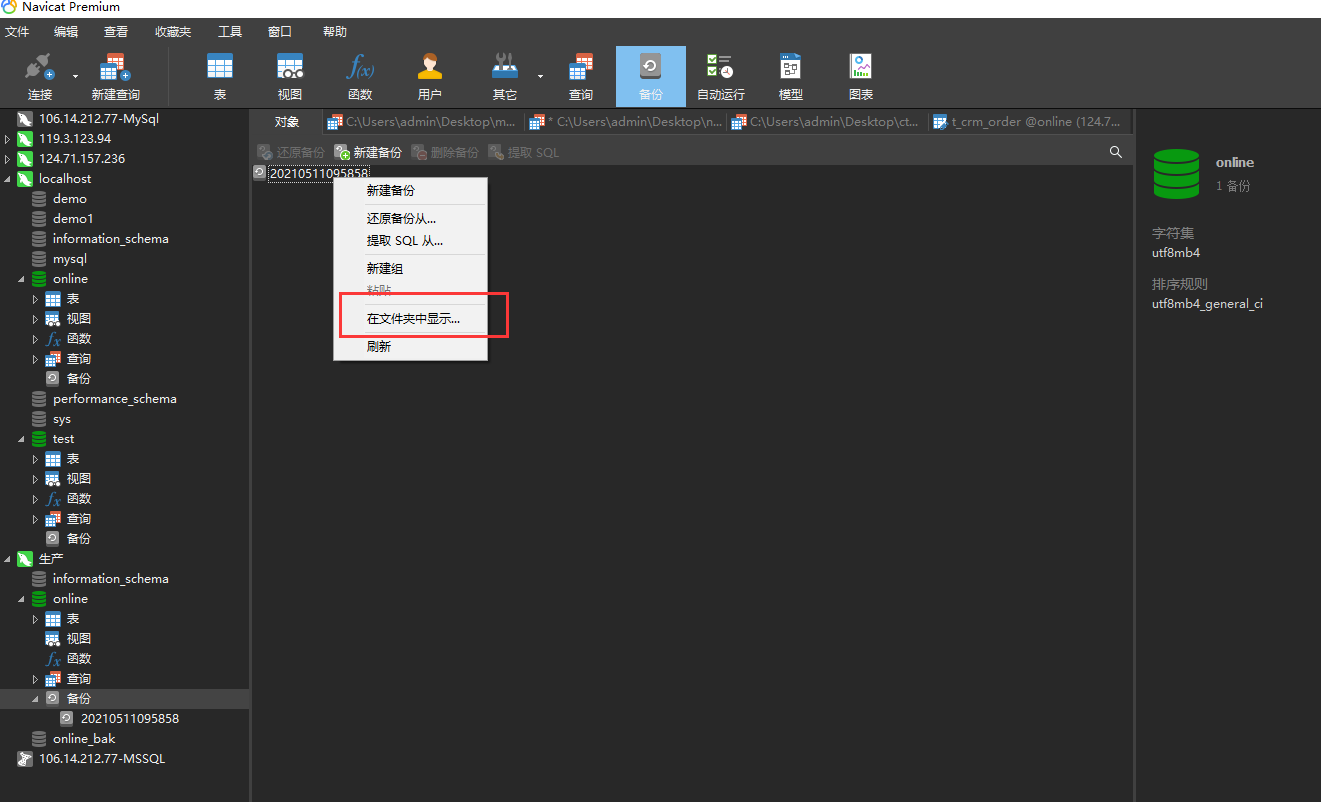 Navicat Premium
文件 编辑 查看 收藏夹 工具 窗口 帮助
连接 新建查询 表 视图 函数 用户 其它 查询 备份 自动运行 模型 图表
f(x)
106.14.212.77-MySql
119.3.123.94
124.71.157.236
localhost
demo
demo1
information_schema
mysql
online
表
视图
fx 函数
查询
备份
performance_schema
sys
test
表
视图
fx 函数
查询
备份
生产
information_schema
online
表
视图
fx 函数
查询
备份
20210511095858
online_bak
106.14.212.77-MSSQL
对象 C:\Users\admin\Desktop\m... * C:\Users\admin\Desktop\n... C:\Users\admin\Desktop\ct... t_crm_order @online (124.7...
还原备份 新建备份 删除备份 提取 SQL
20210511095858
新建备份
还原备份从...
提取 SQL 从...
新建组
粘贴
在文件夹中显示...
刷新
online
1 备份
字符集
utf8mb4
排序规则
utf8mb4_general_ci